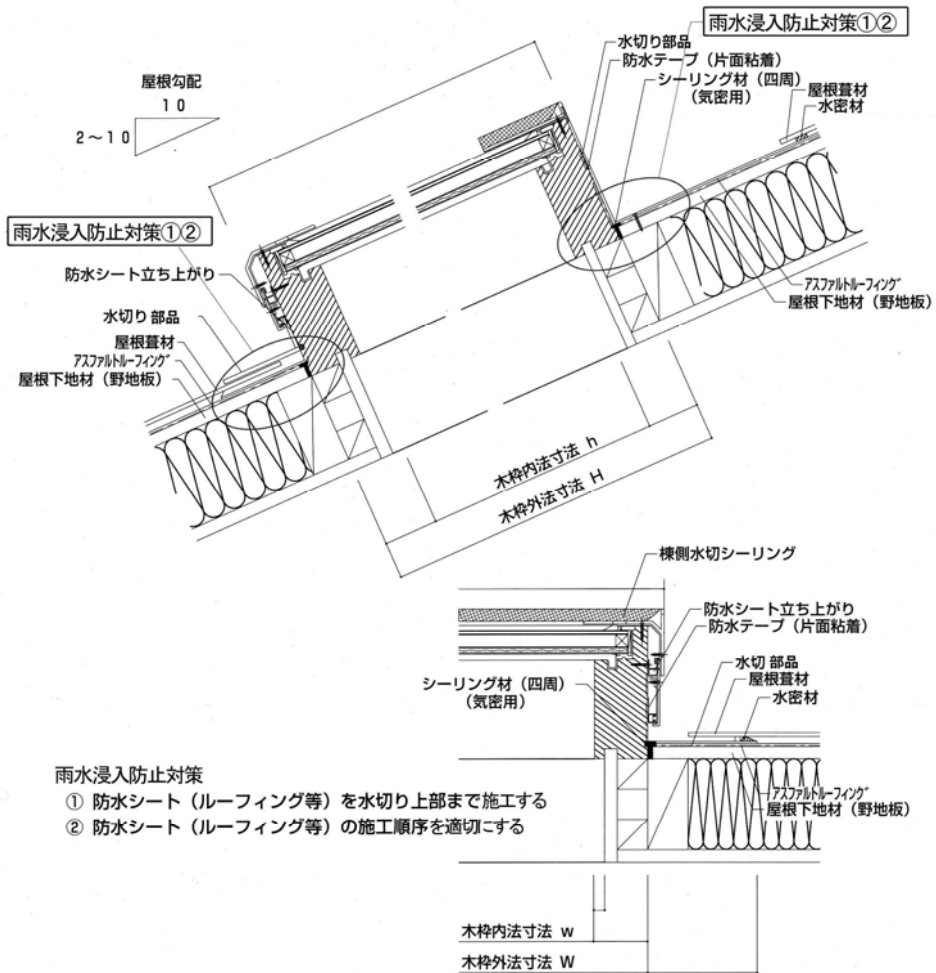 雨水浸入防止対策①②
水切り部品
防水テープ（片面粘着）
シーリング材（四周）
（気密用）
屋根葺材
水密材
屋根勾配
10
2～10
雨水浸入防止対策①②
防水シート立ち上がり
水切り部品
屋根葺材
アスファルトルーフィング
屋根下地材（野地板）
アスファルトルーフィング
屋根下地材（野地板）
木枠内法寸法 h
木枠外法寸法 H
棟側水切シーリング
防水シート立ち上がり
防水テープ（片面粘着）
水切 部品
屋根葺材
水密材
シーリング材（四周）
（気密用）
アスファルトルーフィング
屋根下地材（野地板）
雨水浸入防止対策
① 防水シート（ルーフィング等）を水切り上部まで施工する
② 防水シート（ルーフィング等）の施工順序を適切にする
木枠内法寸法 w
木枠外法寸法 W